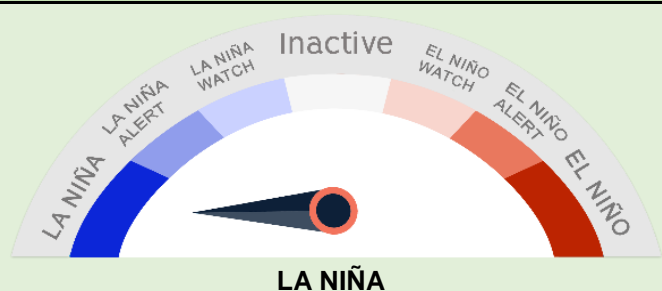 LA NIÑA
LA NIÑA
ALERT
LA NIÑA
WATCH
Inactive
EL NIÑO
WATCH
EL NIÑO
ALERT
EL NIÑO
LA NIÑA